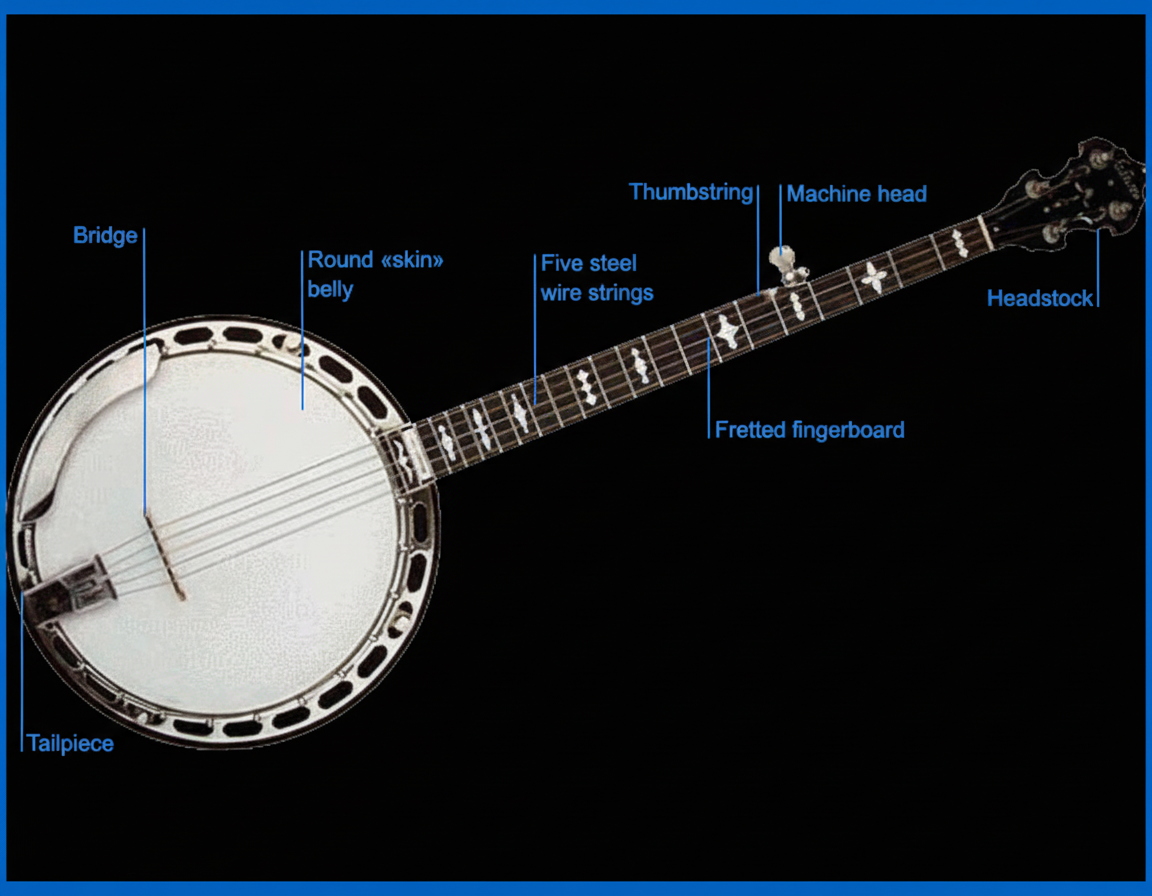 Thumbstring
Machine head
Bridge
Round «skin»
belly
Five steel
wire strings
Headstock
Fretted fingerboard
Tailpiece